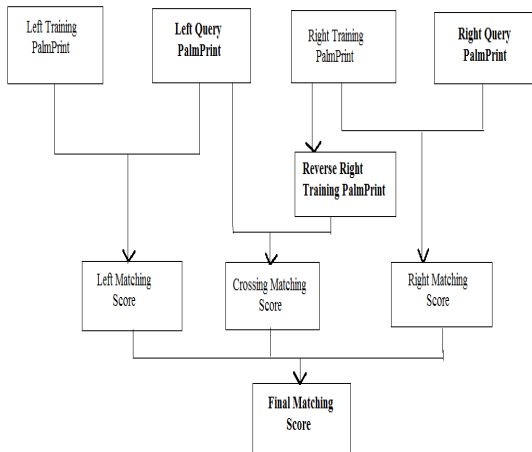 Left Training
PalmPrint
Left Query
PalmPrint
Right Training
PalmPrint
Right Query
PalmPrint
Reverse Right
Training PalmPrint
Left Matching
Score
Crossing Matching
Score
Right Matching
Score
Final Matching
Score